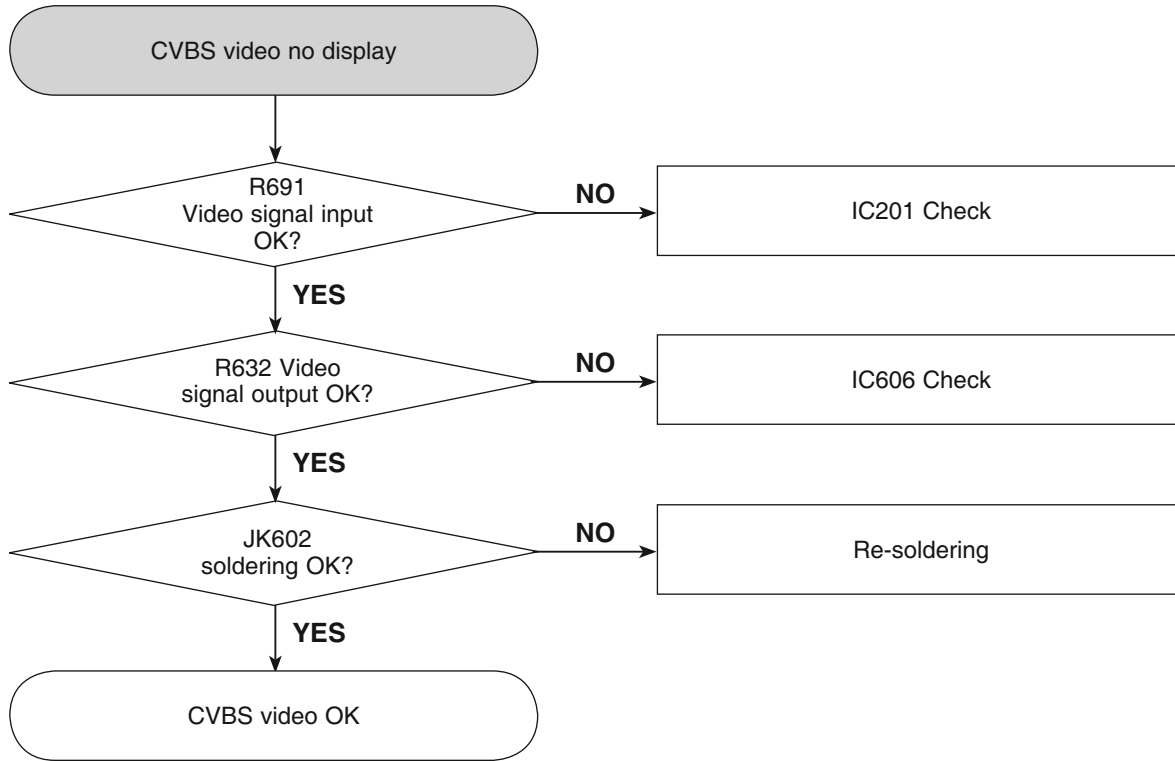 CVBS video no display
R691
Video signal input
OK?
NO
IC201 Check
YES
R632 Video
signal output OK?
NO
IC606 Check
YES
JK602
soldering OK?
NO
Re-soldering
YES
CVBS video OK